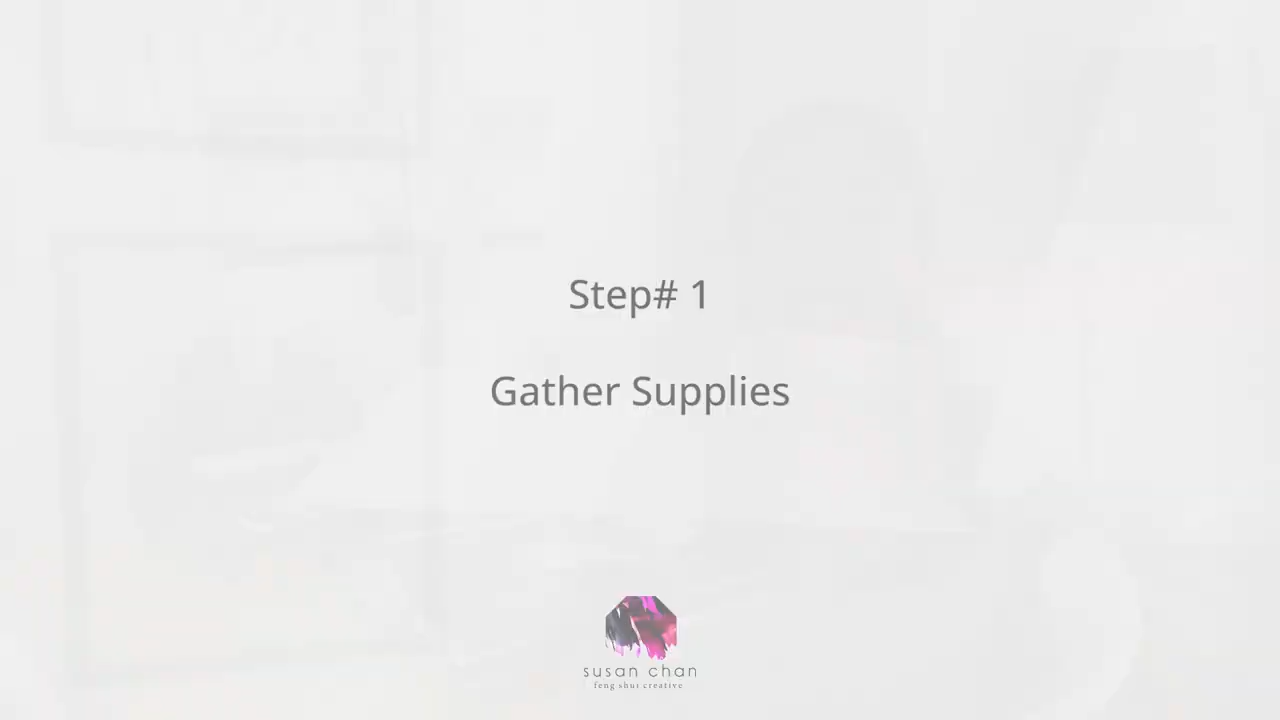 Step# 1
Gather Supplies
susan chan
feng shui creative